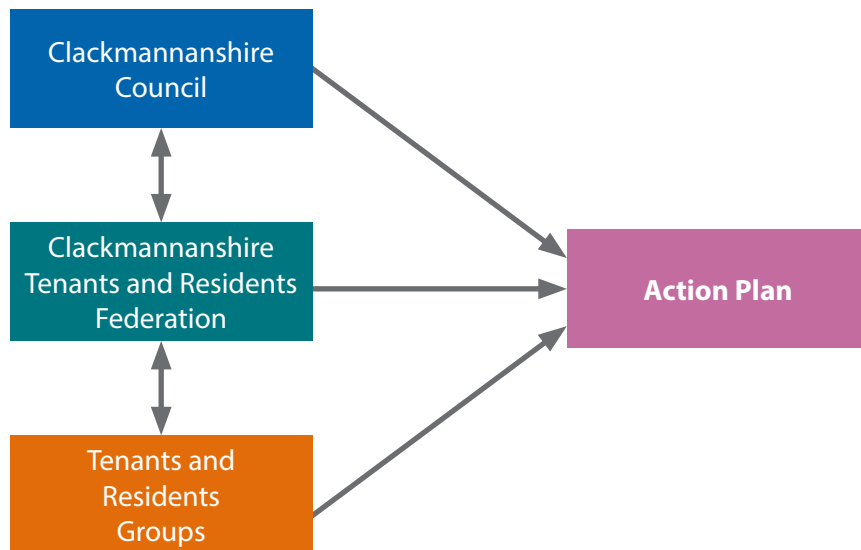 Clackmannanshire
Council
Clackmannanshire
Tenants and Residents
Federation
Action Plan
Tenants and
Residents
Groups